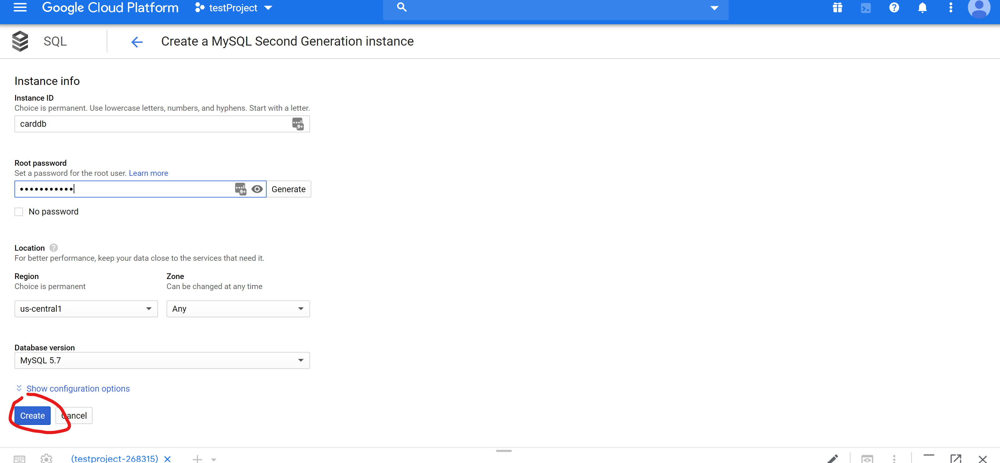 Google Cloud Platform
testProject
SQL
Create a MySQL Second Generation instance
Instance info
Instance ID
Choice is permanent. Use lowercase letters, numbers, and hyphens. Start with a letter.
carddb
9+
Root password
Set a password for the root user. Learn more
•••••••••••
9+
Generate
No password
Location ?
For better performance, keep your data close to the services that need it.
Region Zone
Choice is permanent Can be changed at any time
us-central1 Any
Database version
MySQL 5.7
Show configuration options
Create Cancel
(testproject-268315)